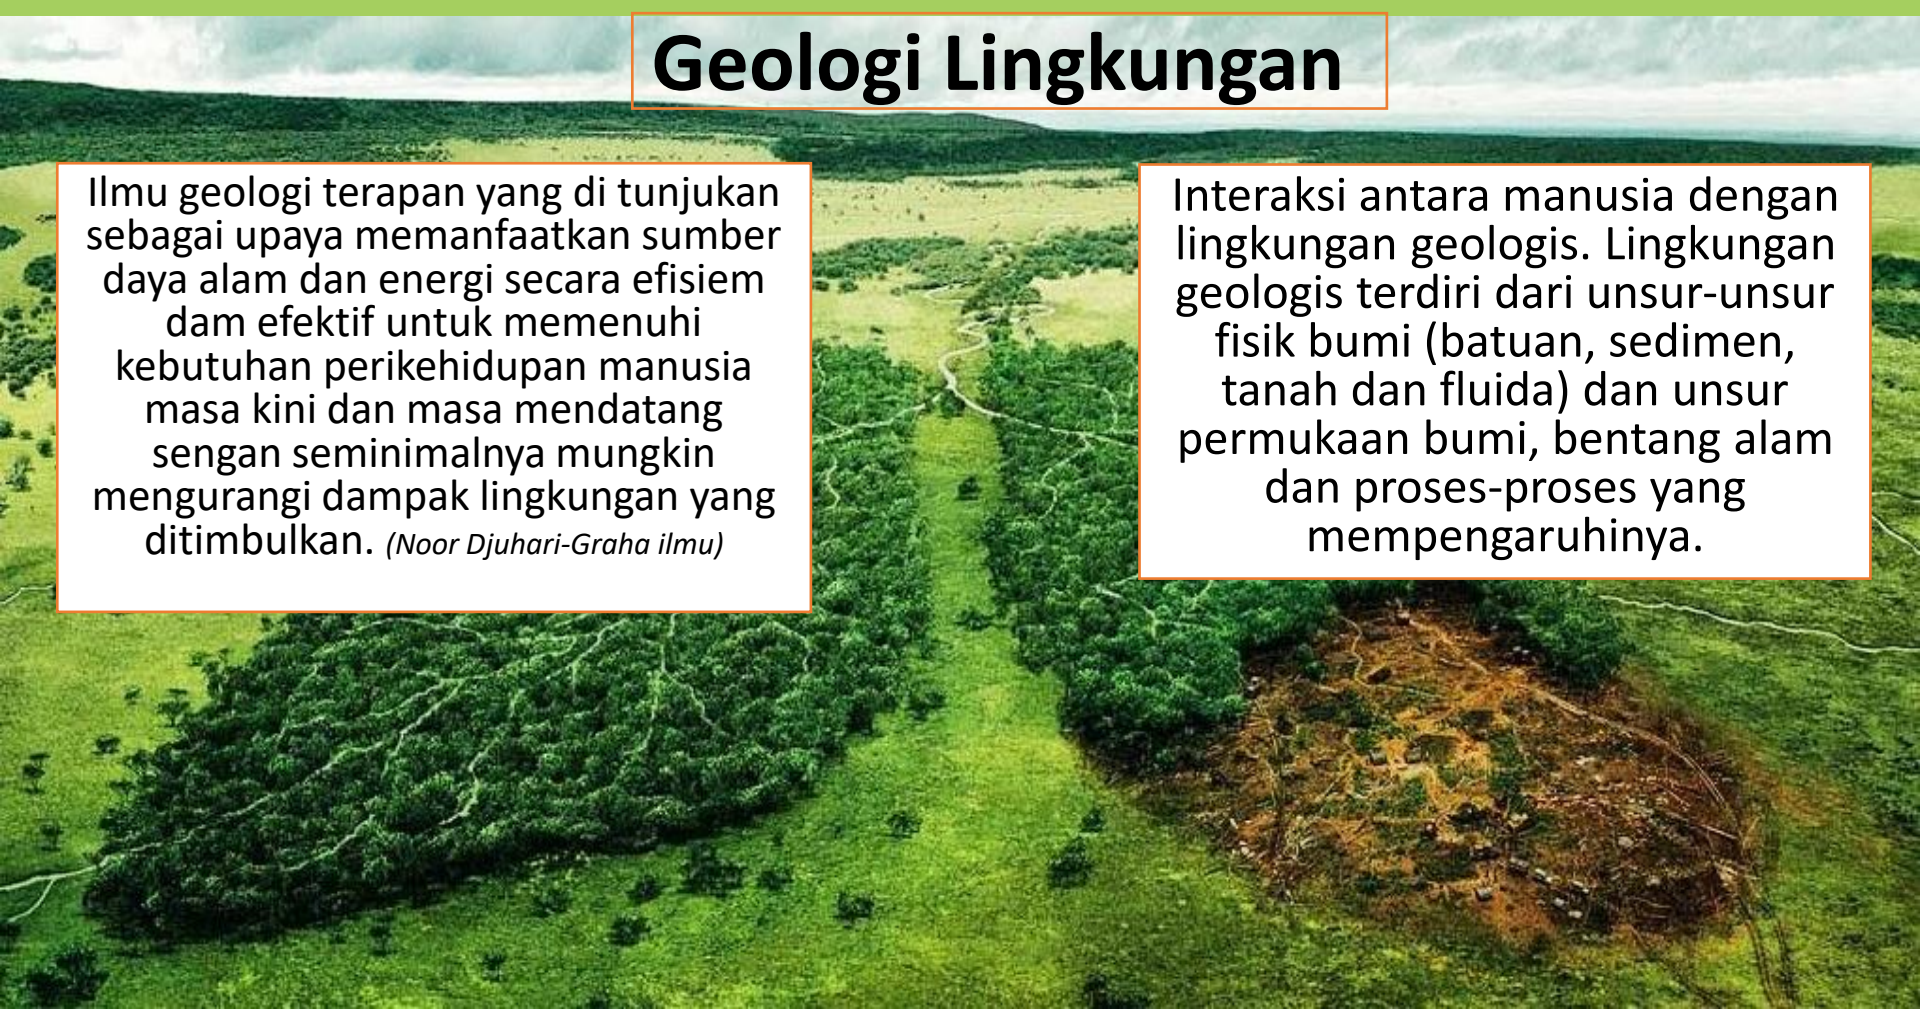 Geologi Lingkungan
Ilmu geologi terapan yang di tunjukan
sebagai upaya memanfaatkan sumber
daya alam dan energi secara efisiem
dam efektif untuk memenuhi
kebutuhan perikehidupan manusia
masa kini dan masa mendatang
sengan seminimalnya mungkin
mengurangi dampak lingkungan yang
ditimbulkan. (Noor Djuhari-Graha ilmu)
Interaksi antara manusia dengan
lingkungan geologis. Lingkungan
geologis terdiri dari unsur-unsur
fisik bumi (batuan, sedimen,
tanah dan fluida) dan unsur
permukaan bumi, bentang alam
dan proses-proses yang
mempengaruhinya.